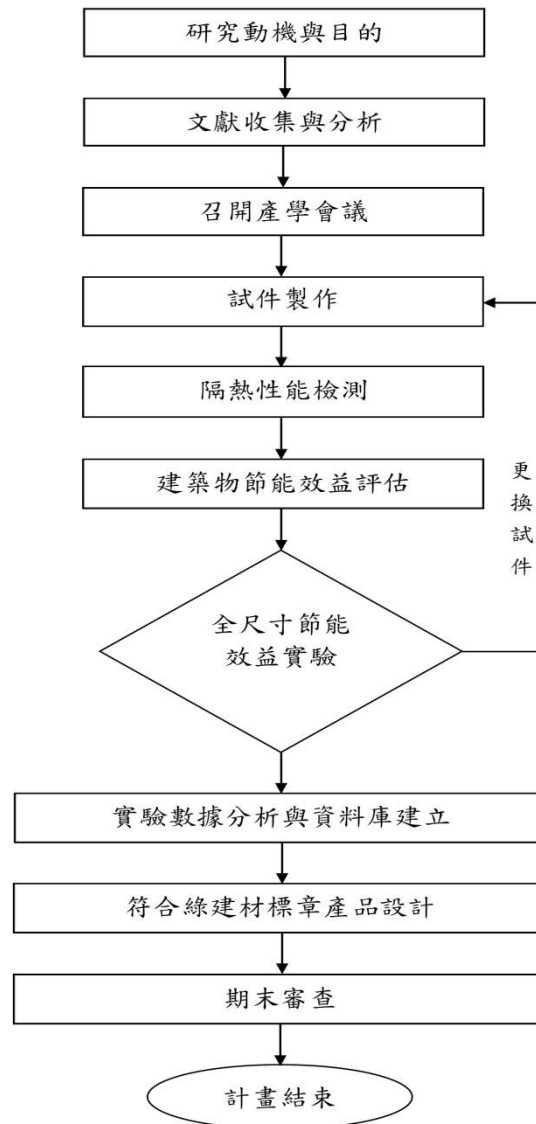 研究動機與目的
文獻收集與分析
召開產學會議
試件製作
隔熱性能檢測
建築物節能效益評估
更換試件
全尺寸節能
效益實驗
實驗數據分析與資料庫建立
符合綠建材標章產品設計
期末審查
計畫結束